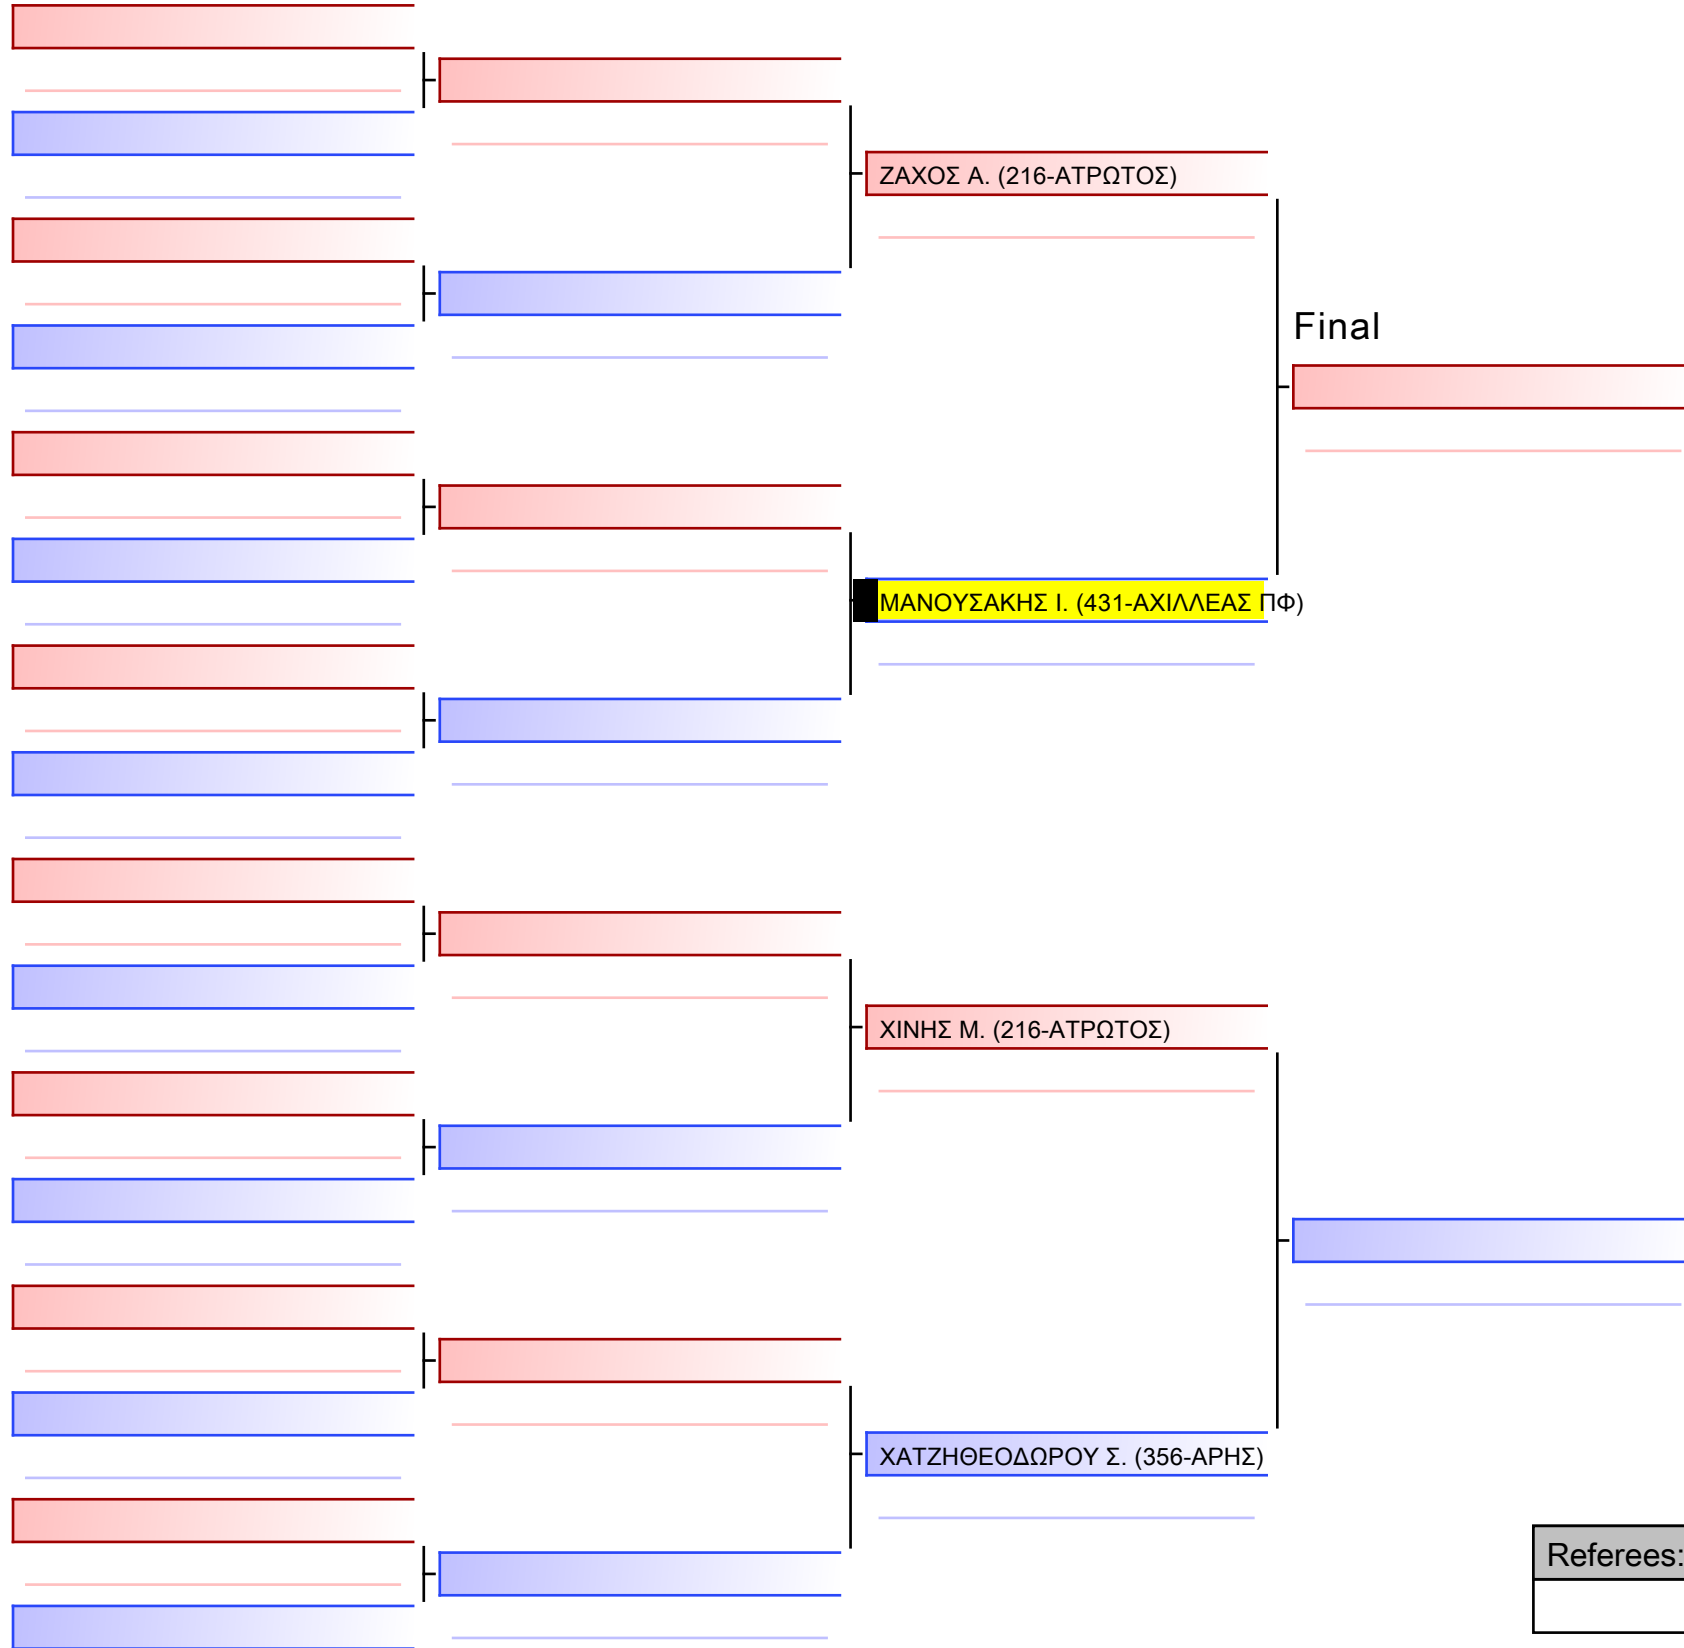 ΖΑΧΟΣ Α. (216-ΑΤΡΩΤΟΣ)
Final
ΜΑΝΟΥΣΑΚΗΣ Ι. (431-ΑΧΙΛΛΕΑΣ ΠΦ)
ΧΙΝΗΣ Μ. (216-ΑΤΡΩΤΟΣ)
ΧΑΤΖΗΘΕΟΔΩΡΟΥ Σ. (356-ΑΡΗΣ)
Referees: